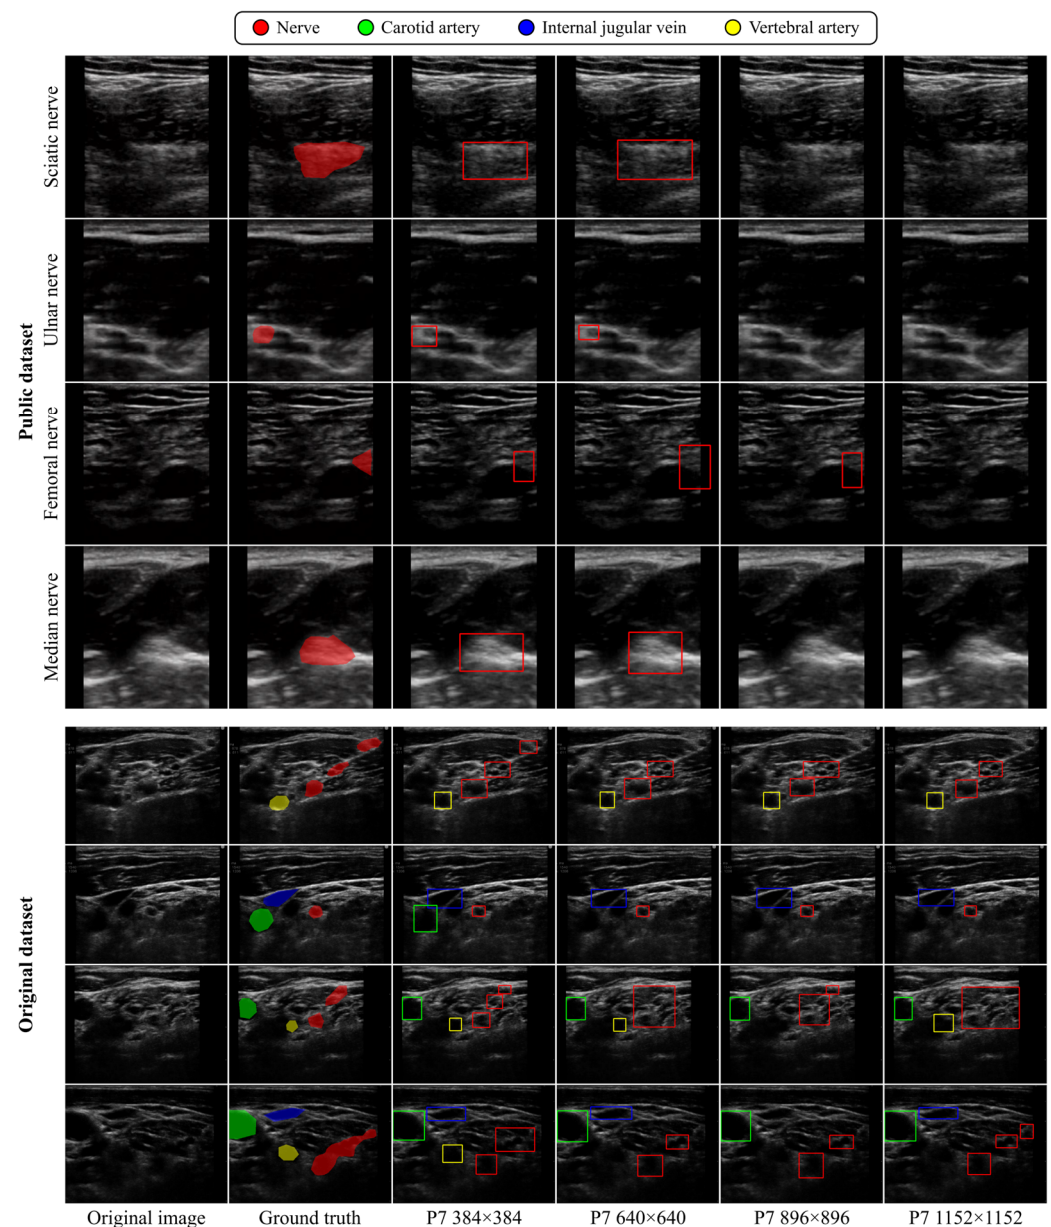 Nerve
Carotid artery
Internal jugular vein
Vertebral artery
Public dataset
Sciatic nerve
Ulnar nerve
Femoral nerve
Median nerve
Original dataset
Original image
Ground truth
P7 384×384
P7 640×640
P7 896×896
P7 1152×1152